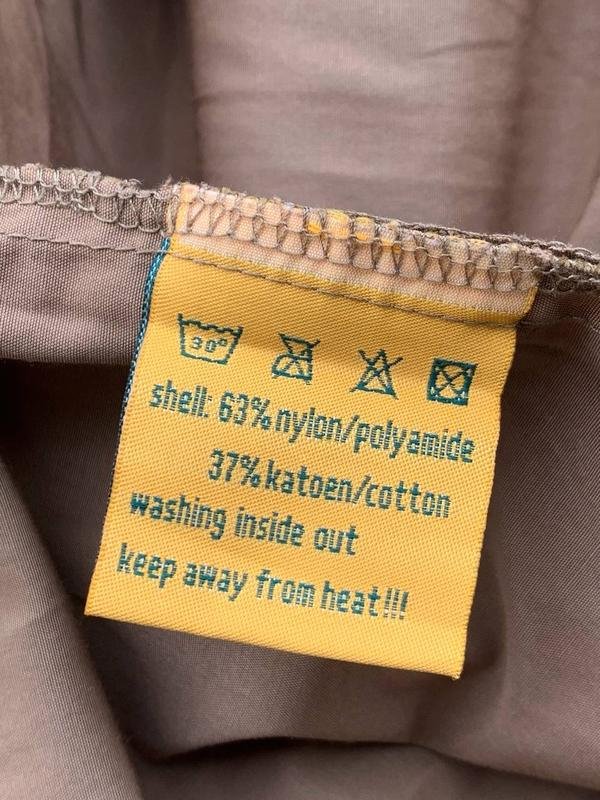 30°
shell: 63% nylon/polyamide
37% katoen/cotton
washing inside out
keep away from heat!!!